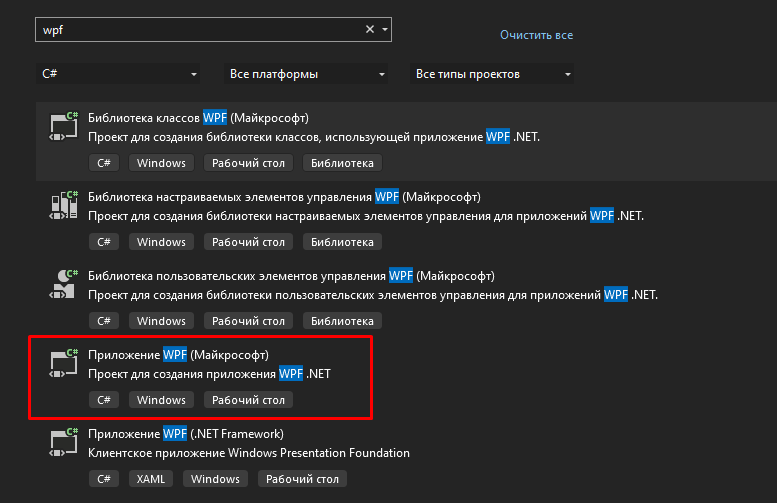 wpf
Очистить все
C# Все платформы Все типы проектов
C#
Библиотека классов WPF (Майкрософт)
Проект для создания библиотеки классов, использующей приложение WPF .NET.
C# Windows Рабочий стол Библиотека
C#
Библиотека настраиваемых элементов управления WPF (Майкрософт)
Проект для создания библиотеки настраиваемых элементов управления для приложений WPF .NET.
C# Windows Рабочий стол Библиотека
C#
Библиотека пользовательских элементов управления WPF (Майкрософт)
Проект для создания библиотеки пользовательских элементов управления для приложений WPF .NET.
C# Windows Рабочий стол Библиотека
C#
Приложение WPF (Майкрософт)
Проект для создания приложения WPF .NET
C# Windows Рабочий стол
C#
Приложение WPF (.NET Framework)
Клиентское приложение Windows Presentation Foundation
C# XAML Windows Рабочий стол